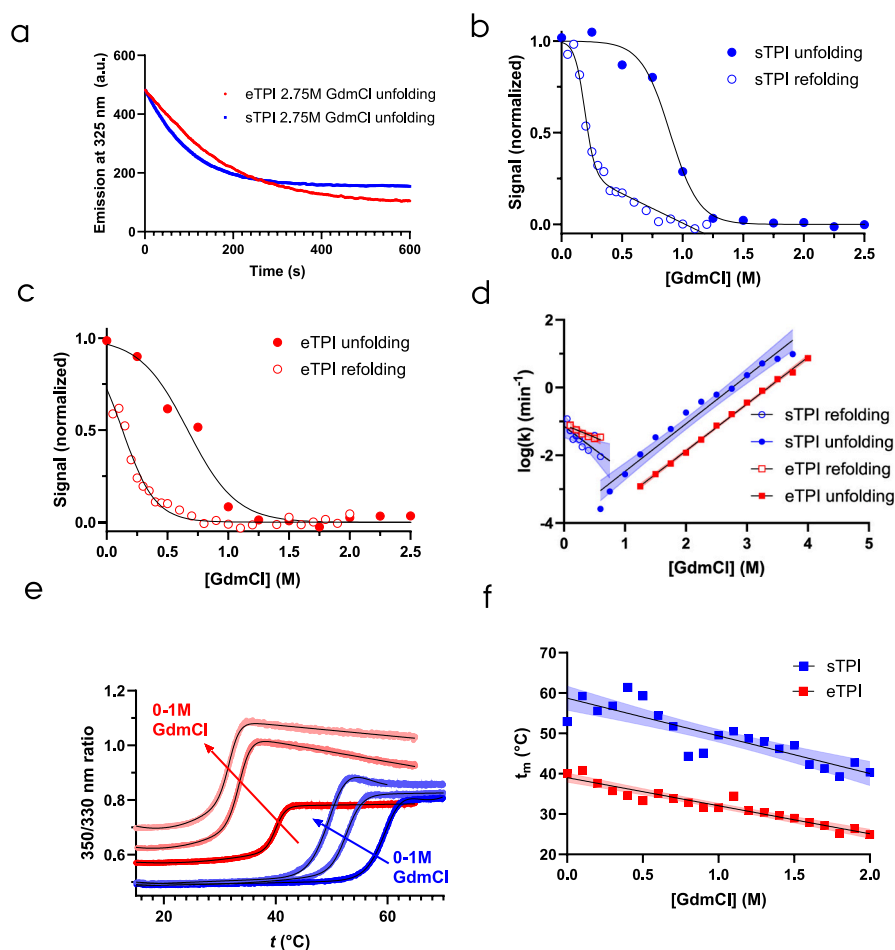 a
Emission at 325 nm (a.u.)
600
400
200
0
0
200
400
600
Time (s)
eTPI 2.75M GdmCl unfolding
sTPI 2.75M GdmCl unfolding
b
Signal (normalized)
1.0
0.5
0.0
0.0
0.5
1.0
1.5
2.0
2.5
[GdmCl] (M)
sTPI unfolding
sTPI refolding
c
Signal (normalized)
1.0
0.5
0.0
0.0
0.5
1.0
1.5
2.0
2.5
[GdmCl] (M)
eTPI unfolding
eTPI refolding
d
log(k) (min⁻¹)
2
0
-2
-4
0
1
2
3
4
5
[GdmCl] (M)
sTPI refolding
sTPI unfolding
eTPI refolding
eTPI unfolding
e
350/330 nm ratio
1.2
1.0
0.8
0.6
20
40
60
t (°C)
0-1M
GdmCl
0-1M
GdmCl
f
tm (°C)
70
60
50
40
30
20
0.0
0.5
1.0
1.5
2.0
[GdmCl] (M)
sTPI
eTPI